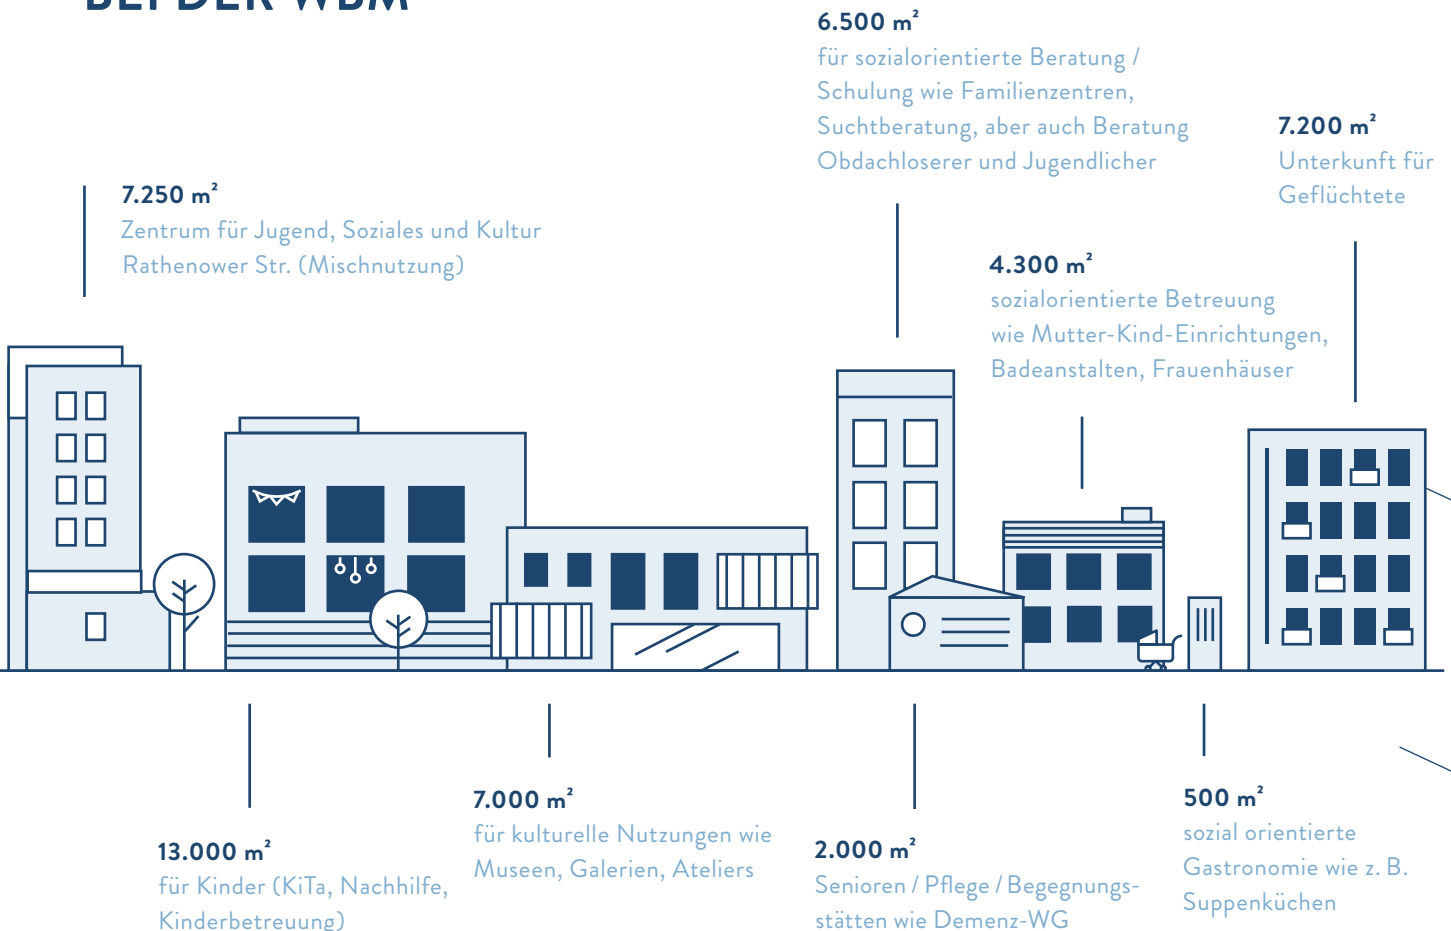 BEI DER WBM
6.500 m²
für sozialorientierte Beratung /
Schulung wie Familienzentren,
Suchtberatung, aber auch Beratung
Obdachloserer und Jugendlicher
7.200 m²
Unterkunft für
Geflüchtete
7.250 m²
Zentrum für Jugend, Soziales und Kultur
Rathenower Str. (Mischnutzung)
4.300 m²
sozialorientierte Betreuung
wie Mutter-Kind-Einrichtungen,
Badeanstalten, Frauenhäuser
13.000 m²
für Kinder (KiTa, Nachhilfe,
Kinderbetreuung)
7.000 m²
für kulturelle Nutzungen wie
Museen, Galerien, Ateliers
2.000 m²
Senioren / Pflege / Begegnungs-
stätten wie Demenz-WG
500 m²
sozial orientierte
Gastronomie wie z. B.
Suppenküchen